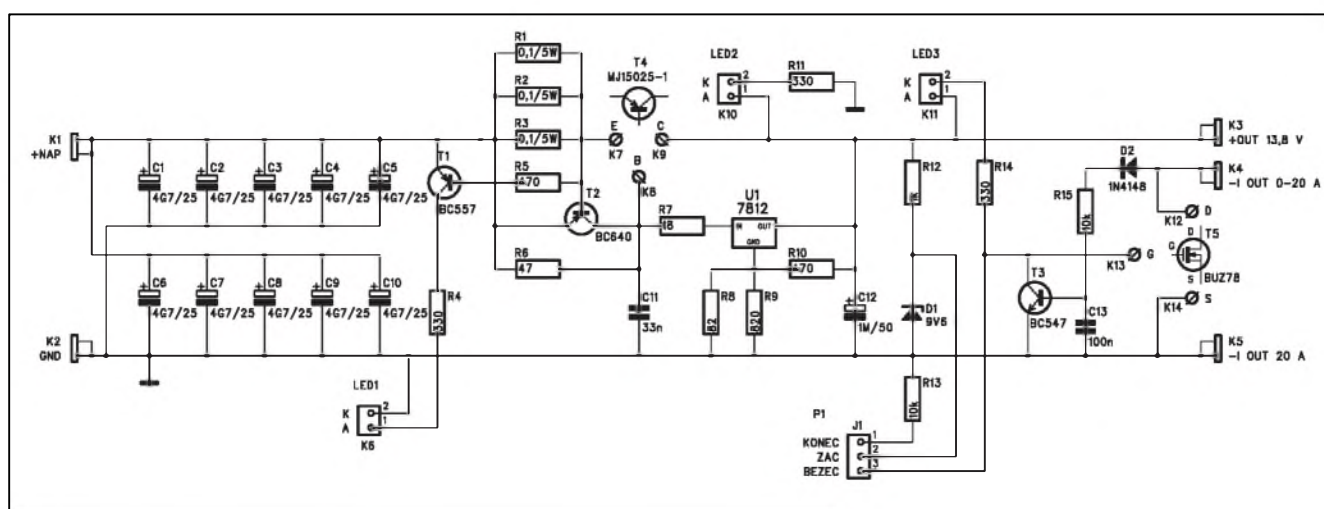 R1
0,1/5W
R2
0,1/5W
R3
0,1/5W
R5
470
T4
MJ15025-1
E
K7
C
K9
B
K8
LED2
K
A
2
1
K10
R11
330
LED3
K
A
2
1
K11
K1
+NAP
C1
4G7/25
C2
4G7/25
C3
4G7/25
C4
4G7/25
C5
4G7/25
T1
BC557
T2
BC640
R7
18
U1
7812
IN
OUT
GND
R12
1K
R14
330
K3
+OUT 13,8 V
D2
1N4148
K4
-I OUT 0-20 A
R15
10k
K12
D
T5
D
G
S
BUZ78
K13
G
K14
S
R6
47
R10
470
C6
4G7/25
C7
4G7/25
C8
4G7/25
C9
4G7/25
C10
4G7/25
R4
330
C11
33n
R8
82
R9
820
C12
1M/50
D1
9V6
T3
BC547
C13
100n
K2
GND
K5
-I OUT 20 A
LED1
K
A
2
1
K6
R13
10k
P1
J1
KONEC
1
ZAC
2
BEZEC
3